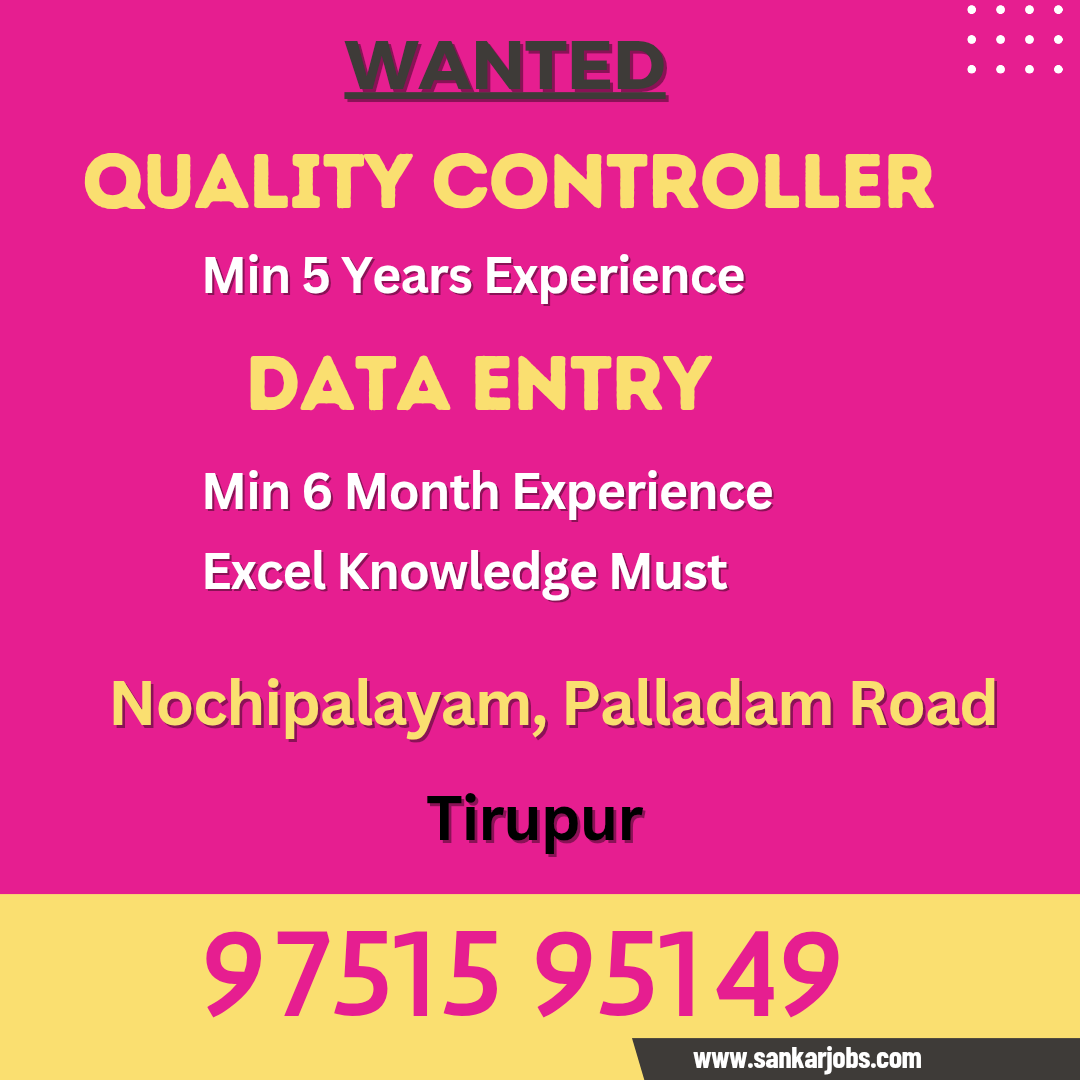 WANTED
QUALITY CONTROLLER
Min 5 Years Experience
DATA ENTRY
Min 6 Month Experience
Excel Knowledge Must
Nochipalayam, Palladam Road
Tirupur
97515 95149
www.sankarjobs.com